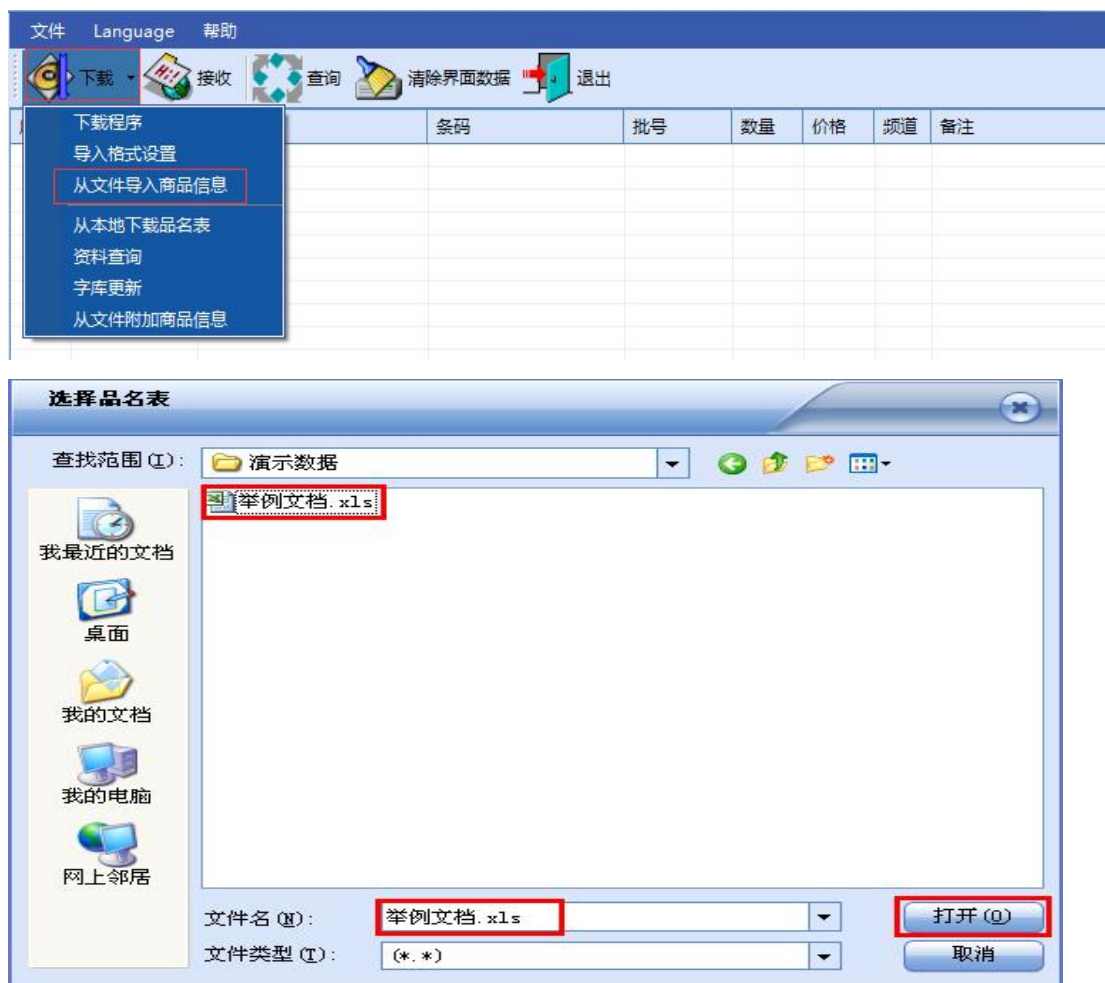 文件 Language 帮助
下载 接收 查询 清除界面数据 退出
条码 批号 数量 价格 频道 备注
下载程序
导入格式设置
从文件导入商品信息
从本地下载品名表
资料查询
字库更新
从文件附加商品信息
选择品名表
查找范围(I): 演示数据
举例文档.xls
我最近的文档
桌面
我的文档
我的电脑
网上邻居
文件名(N): 举例文档.xls 打开(O)
文件类型(T): (*.*) 取消